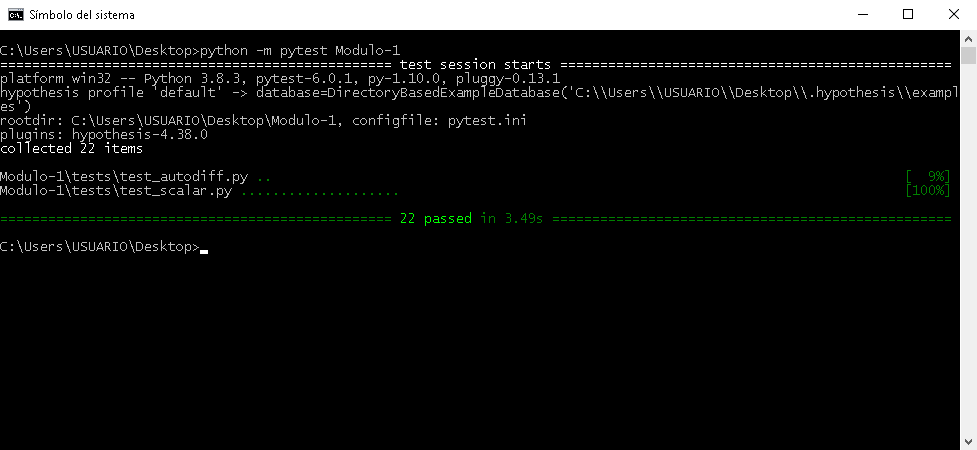 Símbolo del sistema
C:\Users\USUARIO\Desktop>python -m pytest Modulo-1
================================================= test session starts =================================================
platform win32 -- Python 3.8.3, pytest-6.0.1, py-1.10.0, pluggy-0.13.1
hypothesis profile 'default' -> database=DirectoryBasedExampleDatabase('C:\\Users\\USUARIO\\Desktop\\.hypothesis\\exampl
es')
rootdir: C:\Users\USUARIO\Desktop\Modulo-1, configfile: pytest.ini
plugins: hypothesis-4.38.0
collected 22 items
Modulo-1\tests\test_autodiff.py .. [  9%]
Modulo-1\tests\test_scalar.py .................... [100%]
================================================= 22 passed in 3.49s ==================================================
C:\Users\USUARIO\Desktop>